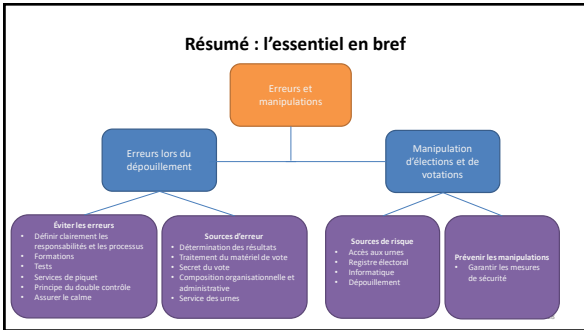 Résumé : l’essentiel en bref
Erreurs et
manipulations
Erreurs lors du
dépouillement
Manipulation
d’élections et de
votations
Éviter les erreurs
• Définir clairement les
responsabilités et les processus
• Formations
• Tests
• Services de piquet
• Principe du double contrôle
• Assurer le calme
Sources d’erreur
• Détermination des résultats
• Traitement du matériel de vote
• Secret du vote
• Composition organisationnelle et
administrative
• Service des urnes
Sources de risque
• Accès aux urnes
• Registre électoral
• Informatique
• Dépouillement
Prévenir les manipulations
• Garantir les mesures
de sécurité